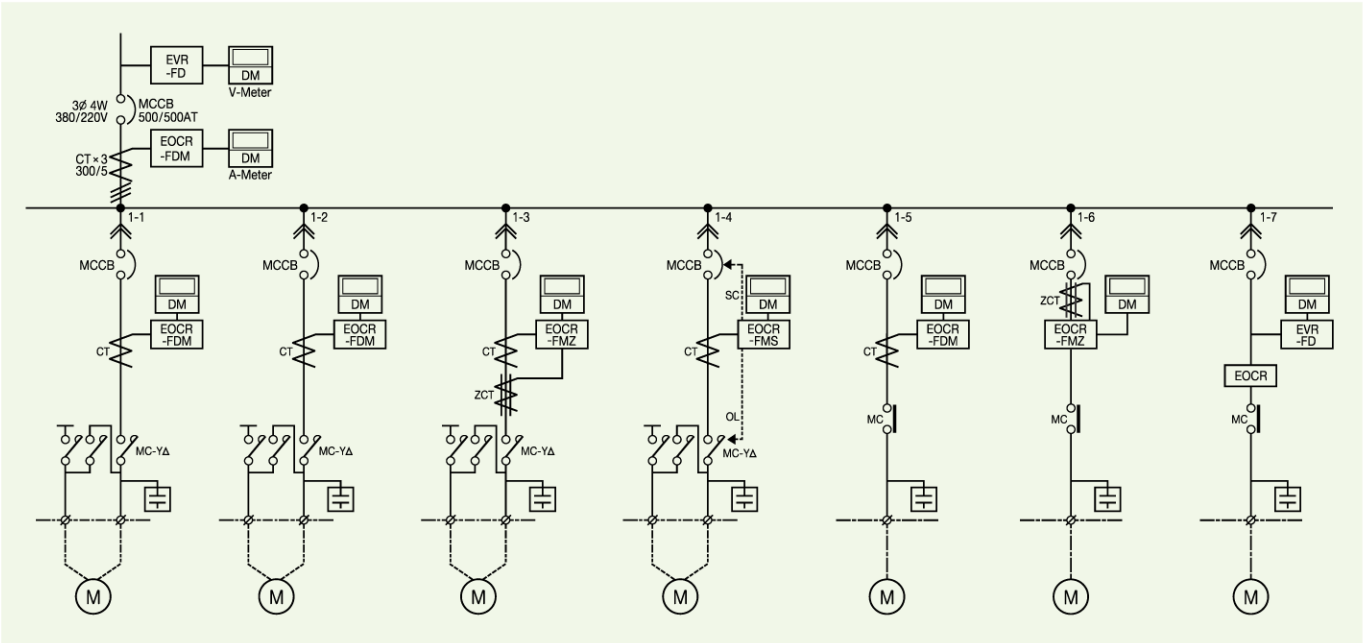 EVR
-FD
DM
V-Meter
3Ø 4W
380/220V
MCCB
500/500AT
EOCR
-FDM
DM
A-Meter
CT×3
300/5
1-1
MCCB
DM
EOCR
-FDM
CT
MC-Y∆
M
1-2
MCCB
DM
EOCR
-FDM
CT
MC-Y∆
M
1-3
MCCB
DM
EOCR
-FMZ
CT
ZCT
MC-Y∆
M
1-4
MCCB
SC
DM
EOCR
-FMS
CT
OL
MC-Y∆
M
1-5
MCCB
DM
EOCR
-FDM
CT
MC
M
1-6
MCCB
ZCT
DM
EOCR
-FMZ
MC
M
1-7
MCCB
DM
EVR
-FD
EOCR
MC
M